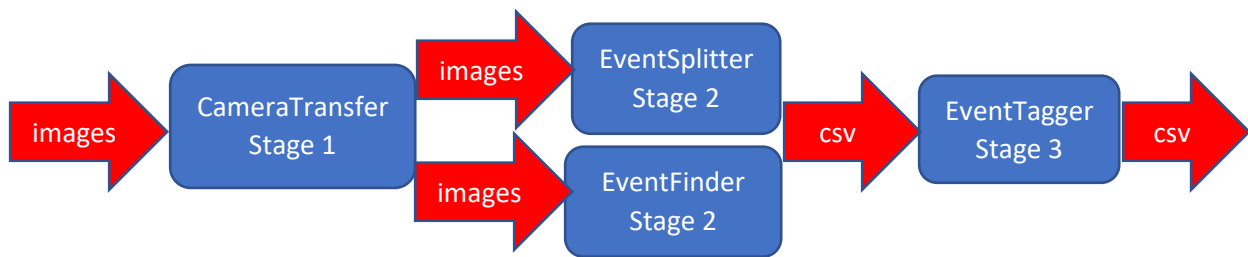 images
CameraTransfer
Stage 1
images
images
EventSplitter
Stage 2
EventFinder
Stage 2
csv
EventTagger
Stage 3
csv